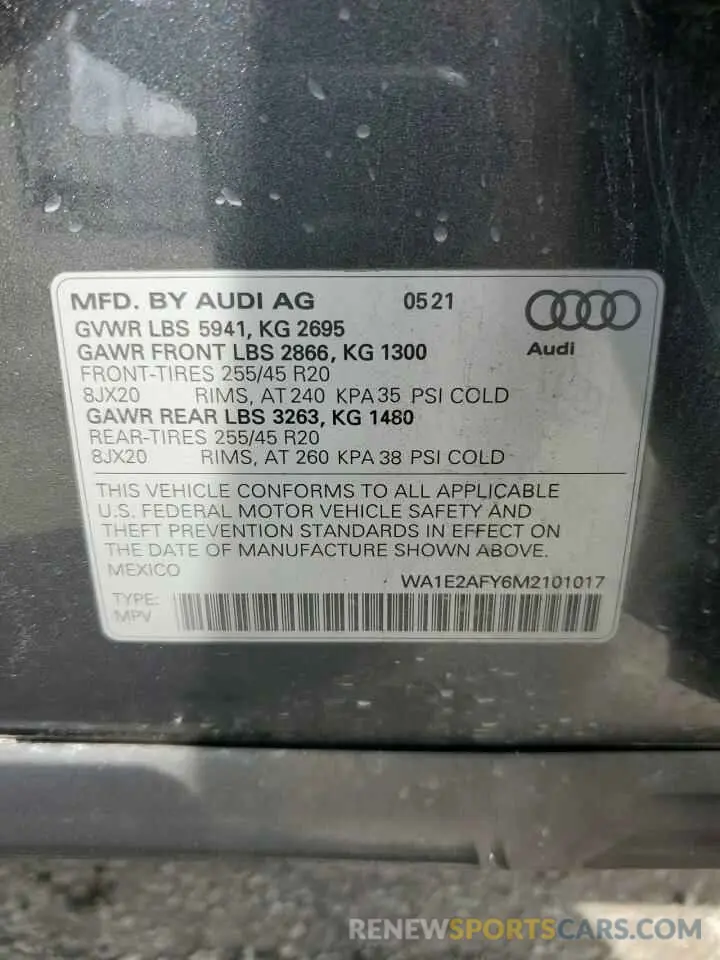 MFD. BY AUDI AG 05 21
GVWR LBS 5941, KG 2695
GAWR FRONT LBS 2866, KG 1300
FRONT-TIRES 255/45 R20
8JX20 RIMS, AT 240 KPA 35 PSI COLD
GAWR REAR LBS 3263, KG 1480
REAR-TIRES 255/45 R20
8JX20 RIMS, AT 260 KPA 38 PSI COLD
Audi
THIS VEHICLE CONFORMS TO ALL APPLICABLE
U.S. FEDERAL MOTOR VEHICLE SAFETY AND
THEFT PREVENTION STANDARDS IN EFFECT ON
THE DATE OF MANUFACTURE SHOWN ABOVE.
MEXICO WA1E2AFY6M2101017
TYPE:
MPV
RENEWSPORTSCARS.COM